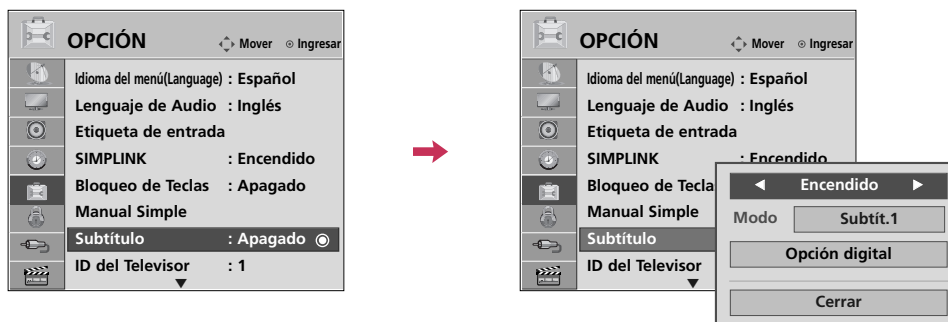 OPCIÓN Mover Ingresar
Idioma del menú(Language) : Español
Lenguaje de Audio : Inglés
Etiqueta de entrada
SIMPLINK : Encendido
Bloqueo de Teclas : Apagado
Manual Simple
Subtítulo : Apagado
ID del Televisor : 1
OPCIÓN Mover Ingresar
Idioma del menú(Language) : Español
Lenguaje de Audio : Inglés
Etiqueta de entrada
SIMPLINK : Encendido
Bloqueo de Tecla
Manual Simple
Subtítulo
ID del Televisor
Encendido
Modo Subtít.1
Opción digital
Cerrar